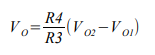 V_O = R4/R3 (V_O2 − V_O1)